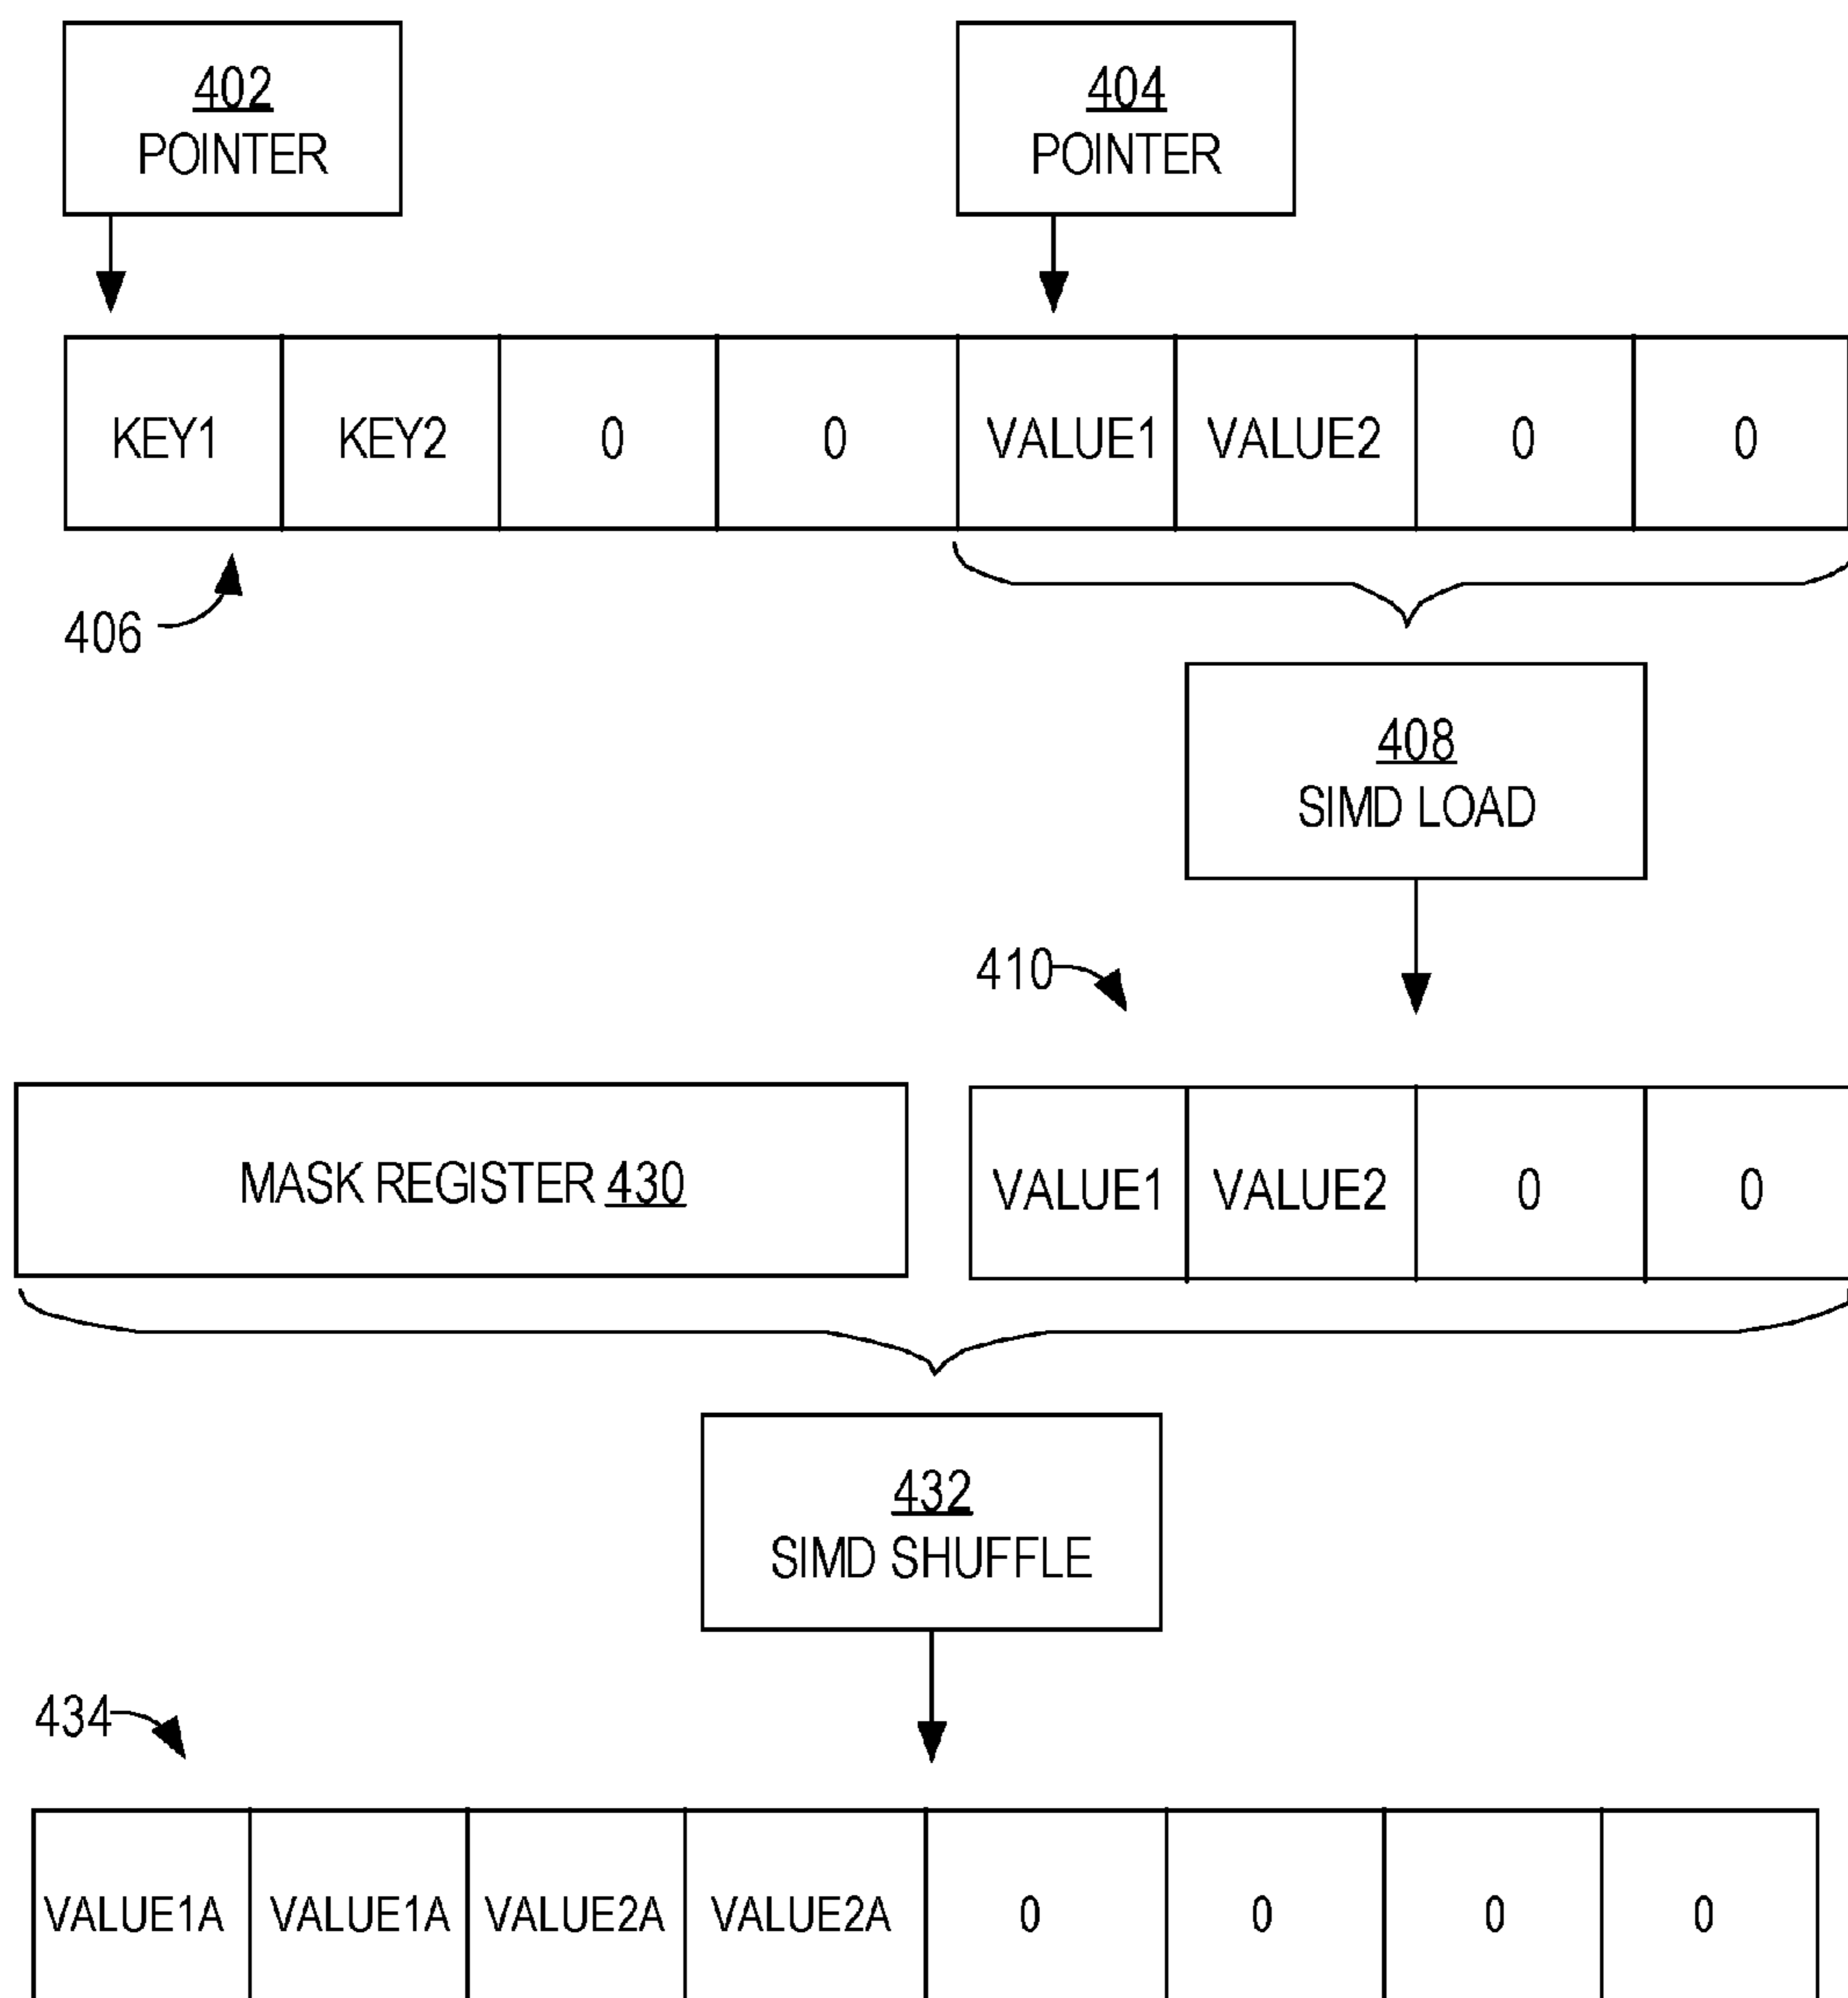 402
POINTER
404
POINTER
KEY1 KEY2 0 0 VALUE1 VALUE2 0 0
406
408
SIMD LOAD
410
MASK REGISTER 430
VALUE1 VALUE2 0 0
432
SIMD SHUFFLE
434
VALUE1A VALUE1A VALUE2A VALUE2A 0 0 0 0